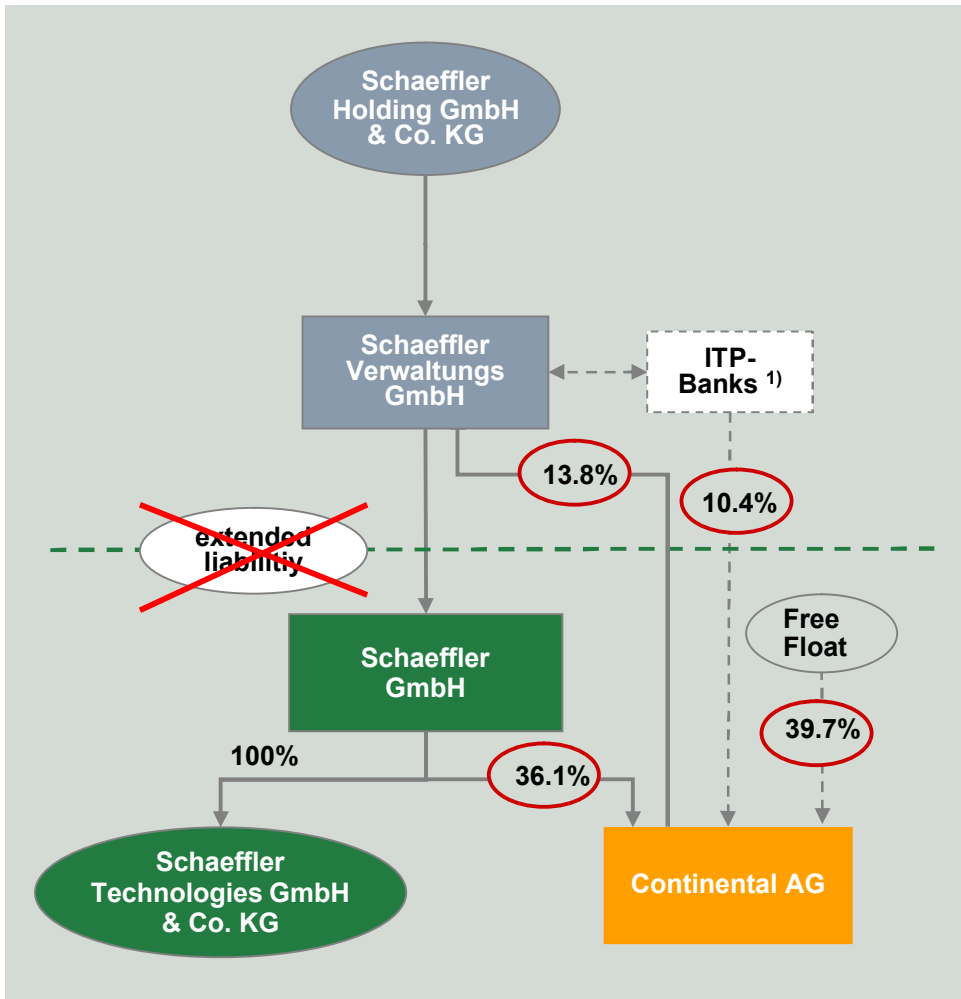 Schaeffler
Holding GmbH
& Co. KG
Schaeffler
Verwaltungs
GmbH
ITP-
Banks 1)
13.8%
10.4%
extended
liabilitiy
Free
Float
Schaeffler
GmbH
39.7%
100%
36.1%
Schaeffler
Technologies GmbH
& Co. KG
Continental AG